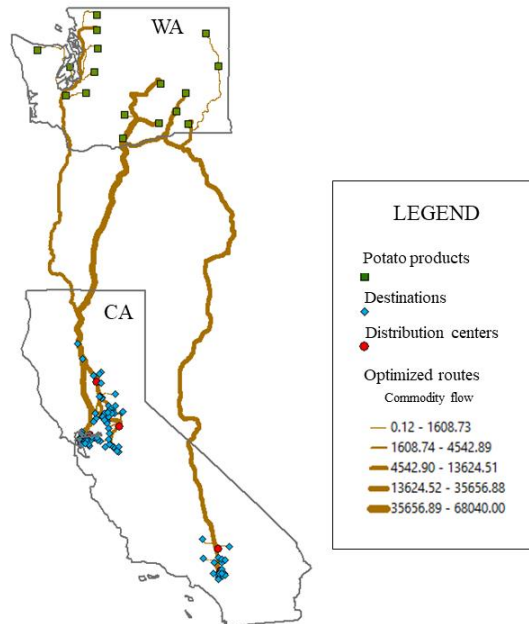 WA
CA
LEGEND
Potato products
Destinations
Distribution centers
Optimized routes
Commodity flow
0.12 - 1608.73
1608.74 - 4542.89
4542.90 - 13624.51
13624.52 - 35656.88
35656.89 - 68040.00